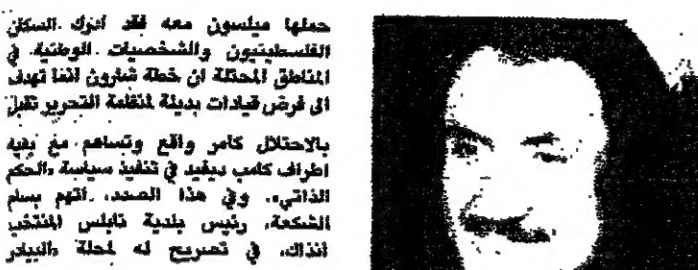 حملها ميلسون معه فقد ادرك السكان
الفلسطينيون والشخصيات الوطنية في
المناطق المحتلة ان خطة شارون انما تهدف
الى فرض قيادات بديلة لمنظمة التحرير تقبل
بالاحتلال كامر واقع وتساهم مع بقية
اطراف كامب ديفيد في تنفيذ سياسة «الحكم
الذاتي». وفي هذا الصدد، اتهم بسام
الشكعة، رئيس بلدية نابلس المنتخب
آنذاك، في تصريح له لمجلة «البيادر